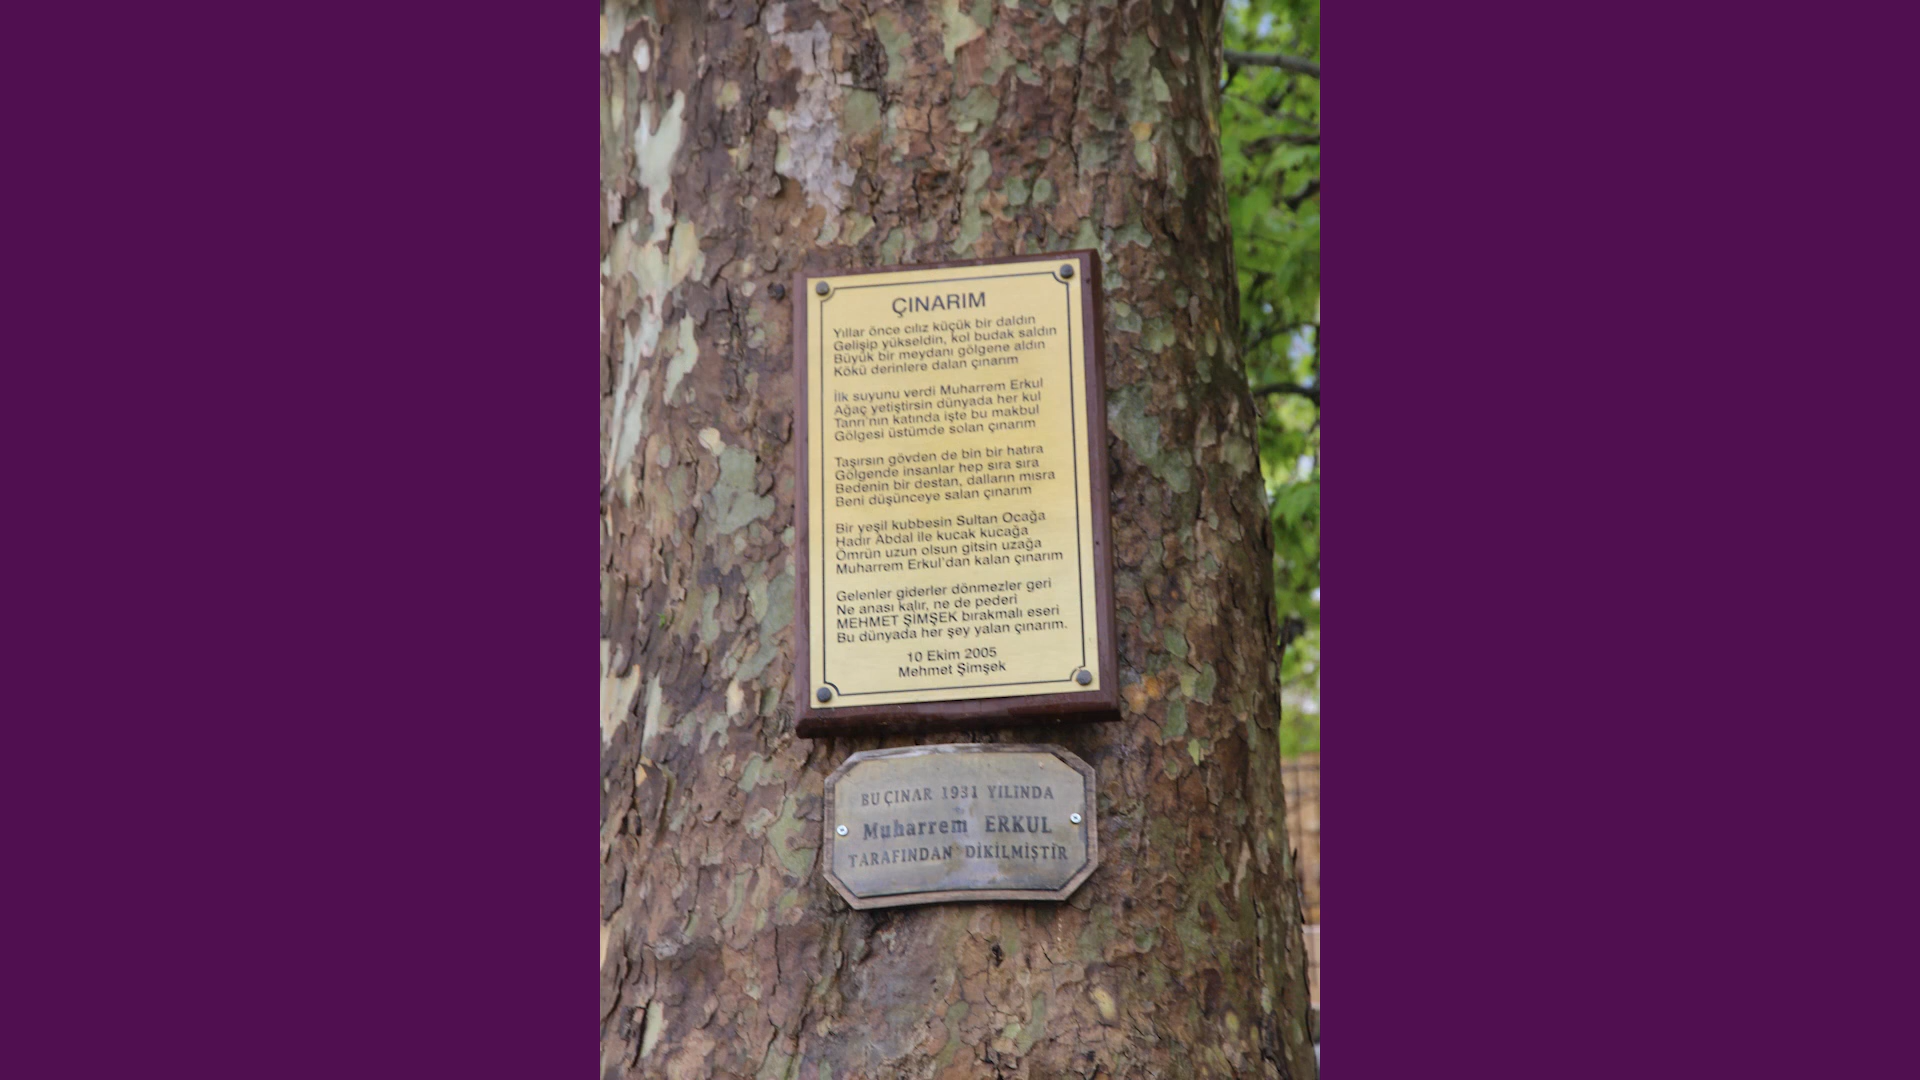 ÇINARIM
Yıllar önce cılız küçük bir daldın
Gelişip yükseldin, kol budak saldın
Büyük bir meydanı gölgene aldın
Kökü derinlere dalan çınarım
İlk suyunu verdi Muharrem Erkul
Ağaç yetiştirsin dünyada her kul
Tanrı'nın katında işte bu makbul
Gölgesi üstümde solan çınarım
Taşırsın gövden de bin bir hatıra
Gölgende insanlar hep sıra sıra
Bedenin bir destan, dalların mısra
Beni düşünceye salan çınarım
Bir yeşil kubbesin Sultan Ocağa
Hadır Abdal ile kucak kucağa
Ömrün uzun olsun gitsin uzağa
Muharrem Erkul'dan kalan çınarım
Gelenler giderler dönmezler geri
Ne anası kalır, ne de pederi
MEHMET ŞİMŞEK bırakmalı eseri
Bu dünyada her şey yalan çınarım.
10 Ekim 2005
Mehmet Şimşek
BU ÇINAR 1931 YILINDA
Muharrem ERKUL
TARAFINDAN DİKİLMİŞTİR